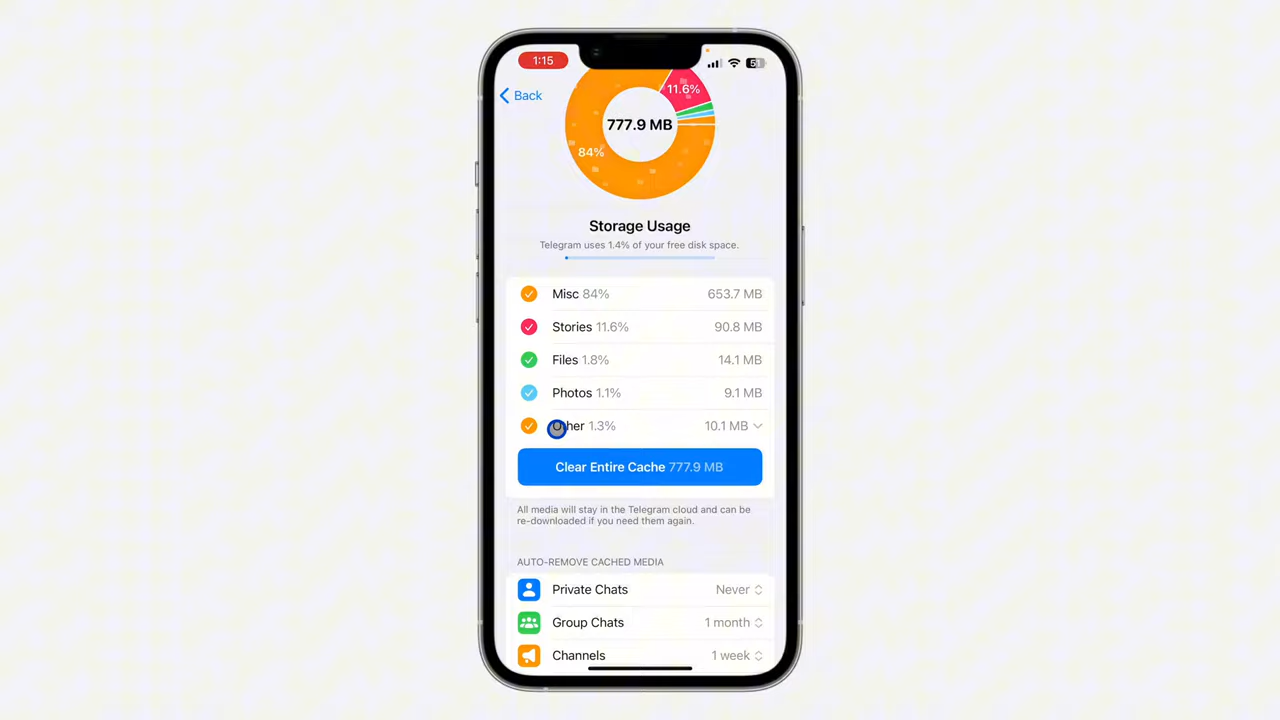 1:15
51
Back
11.6%
777.9 MB
84%
Storage Usage
Telegram uses 1.4% of your free disk space.
Misc 84% 653.7 MB
Stories 11.6% 90.8 MB
Files 1.8% 14.1 MB
Photos 1.1% 9.1 MB
Other 1.3% 10.1 MB
Clear Entire Cache 777.9 MB
All media will stay in the Telegram cloud and can be
re-downloaded if you need them again.
AUTO-REMOVE CACHED MEDIA
Private Chats Never
Group Chats 1 month
Channels 1 week